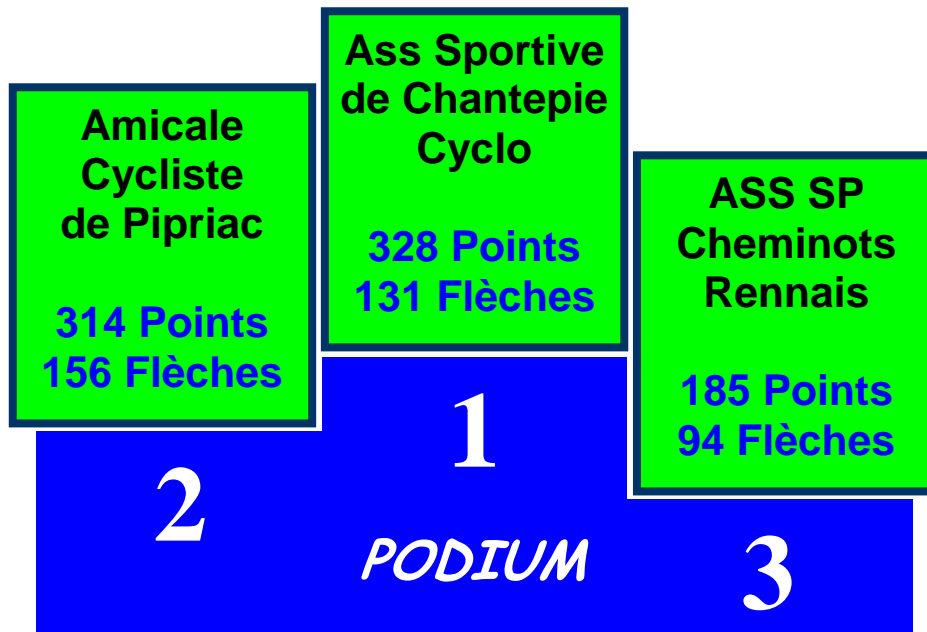 Amicale
Cycliste
de Pipriac
314 Points
156 Flèches
Ass Sportive
de Chantepie
Cyclo
328 Points
131 Flèches
ASS SP
Cheminots
Rennais
185 Points
94 Flèches
1
2
PODIUM
3